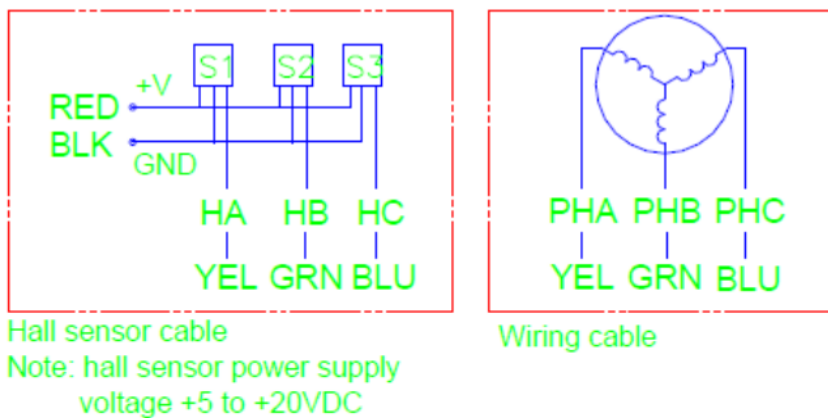 S1 S2 S3
+V
RED
BLK
GND
HA HB HC
YEL GRN BLU
Hall sensor cable
Note: hall sensor power supply
voltage +5 to +20VDC
PHA PHB PHC
YEL GRN BLU
Wiring cable